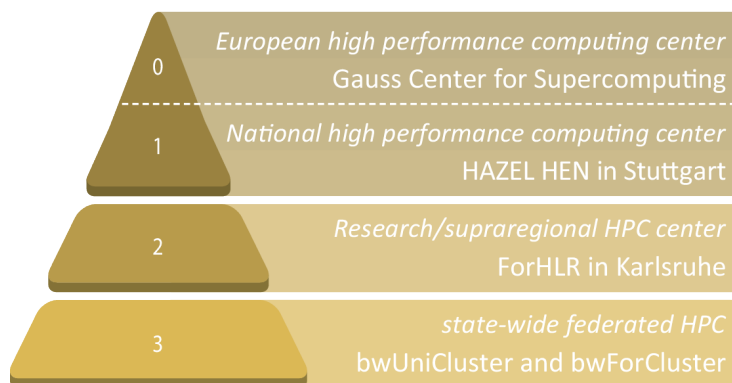 0
European high performance computing center
Gauss Center for Supercomputing
1
National high performance computing center
HAZEL HEN in Stuttgart
2
Research/supraregional HPC center
ForHLR in Karlsruhe
3
state-wide federated HPC
bwUniCluster and bwForCluster